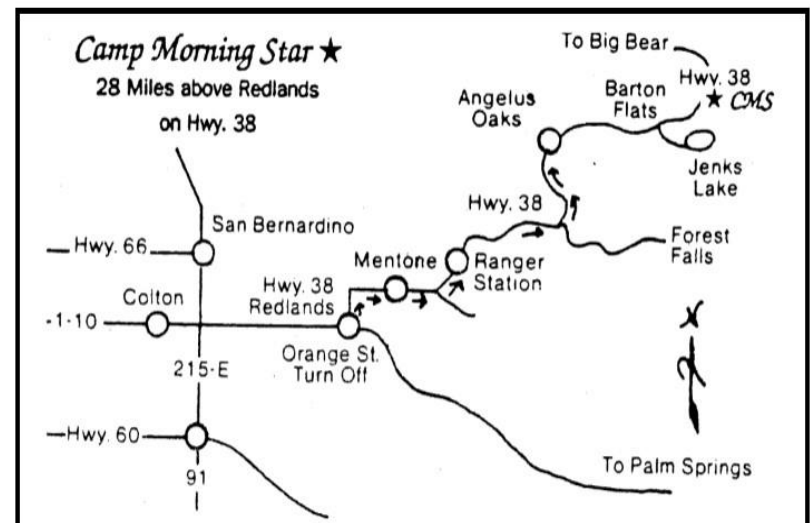 Camp Morning Star ★
28 Miles above Redlands
on Hwy. 38
To Big Bear
Hwy. 38
★ CMS
Barton
Flats
Angelus
Oaks
Jenks
Lake
Hwy. 38
San Bernardino
Hwy. 66
Mentone
Ranger
Station
Forest
Falls
Hwy. 38
Redlands
Colton
-1-10
Orange St.
Turn Off
215-E
Hwy. 60
91
To Palm Springs